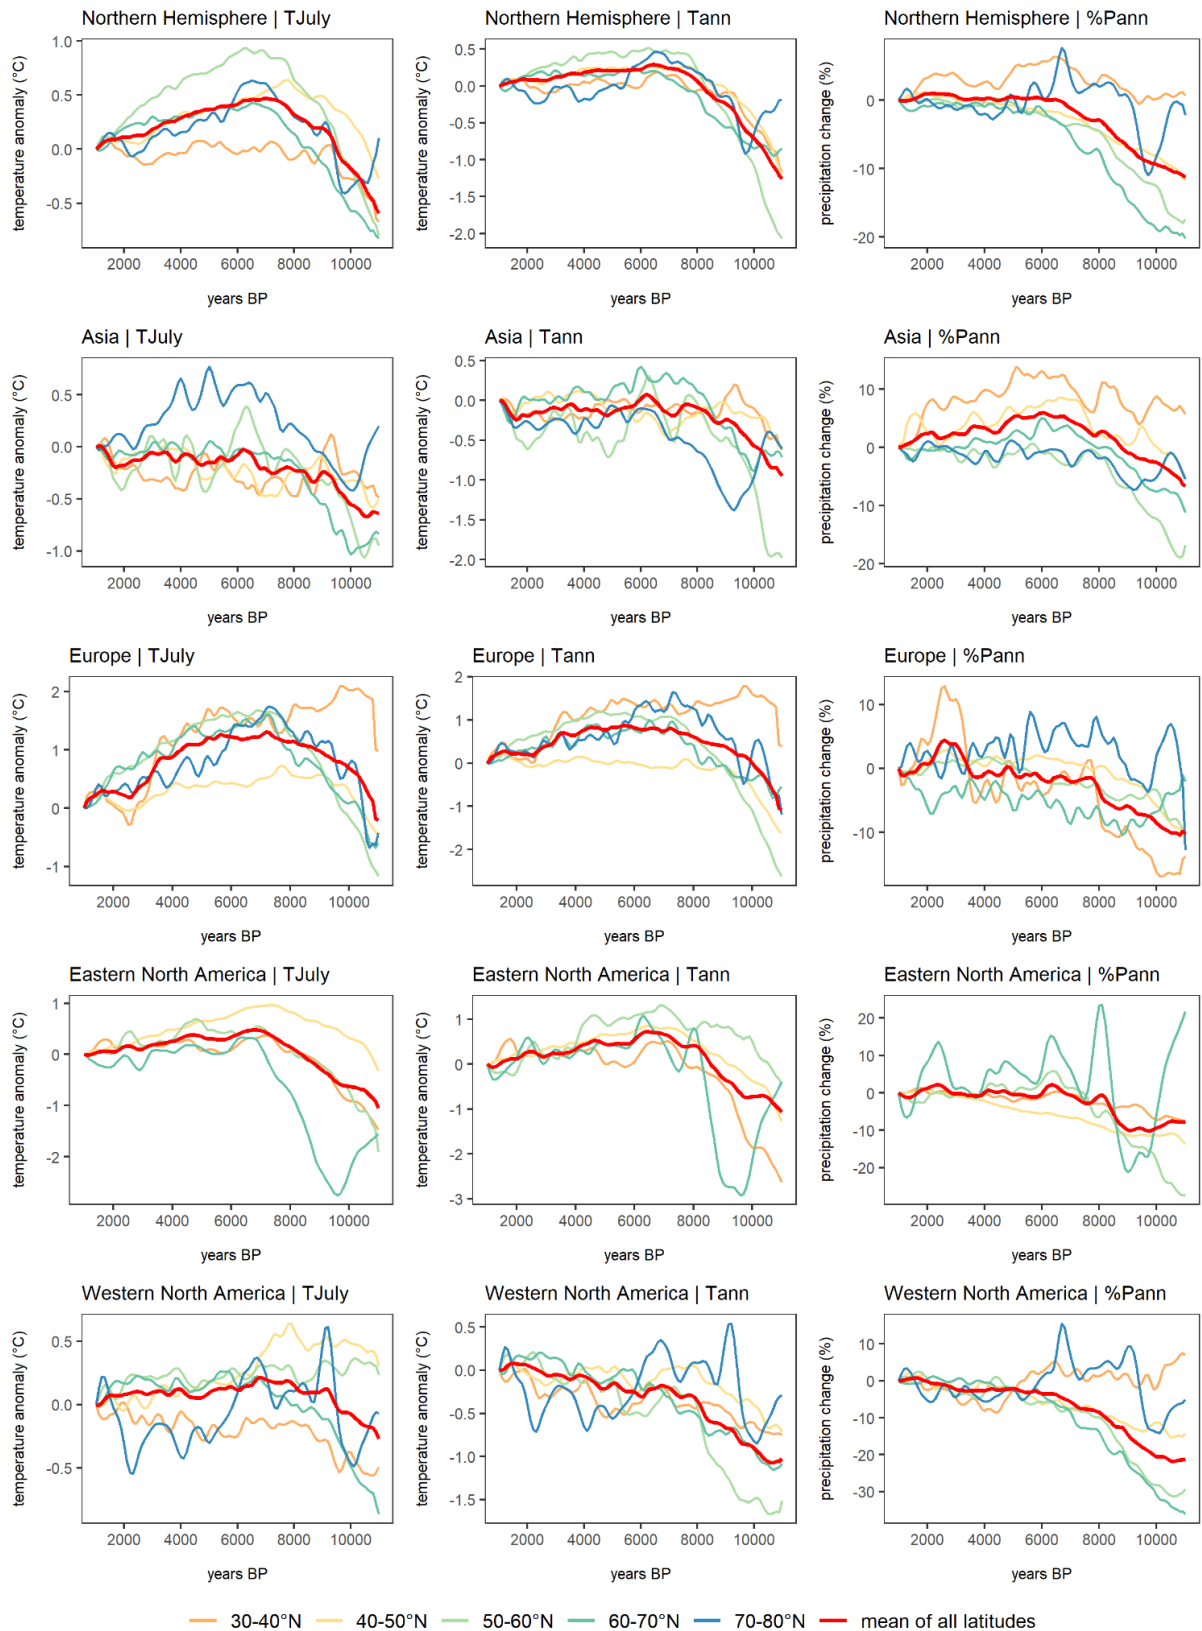 Northern Hemisphere | TJuly
Northern Hemisphere | Tann
Northern Hemisphere | %Pann
temperature anomaly (°C)
1.0
0.5
0.0
-0.5
2000 4000 6000 8000 10000
years BP
temperature anomaly (°C)
0.5
0.0
-0.5
-1.0
-1.5
-2.0
2000 4000 6000 8000 10000
years BP
precipitation change (%)
0
-10
-20
2000 4000 6000 8000 10000
years BP
Asia | TJuly
Asia | Tann
Asia | %Pann
temperature anomaly (°C)
0.5
0.0
-0.5
-1.0
2000 4000 6000 8000 10000
years BP
temperature anomaly (°C)
0.5
0.0
-0.5
-1.0
-1.5
-2.0
2000 4000 6000 8000 10000
years BP
precipitation change (%)
10
0
-10
-20
2000 4000 6000 8000 10000
years BP
Europe | TJuly
Europe | Tann
Europe | %Pann
temperature anomaly (°C)
2
1
0
-1
2000 4000 6000 8000 10000
years BP
temperature anomaly (°C)
2
1
0
-1
-2
2000 4000 6000 8000 10000
years BP
precipitation change (%)
10
0
-10
2000 4000 6000 8000 10000
years BP
Eastern North America | TJuly
Eastern North America | Tann
Eastern North America | %Pann
temperature anomaly (°C)
1
0
-1
-2
2000 4000 6000 8000 10000
years BP
temperature anomaly (°C)
1
0
-1
-2
-3
2000 4000 6000 8000 10000
years BP
precipitation change (%)
20
10
0
-10
-20
2000 4000 6000 8000 10000
years BP
Western North America | TJuly
Western North America | Tann
Western North America | %Pann
temperature anomaly (°C)
0.5
0.0
-0.5
2000 4000 6000 8000 10000
years BP
temperature anomaly (°C)
0.5
0.0
-0.5
-1.0
-1.5
2000 4000 6000 8000 10000
years BP
precipitation change (%)
10
0
-10
-20
-30
2000 4000 6000 8000 10000
years BP
30-40°N 40-50°N 50-60°N 60-70°N 70-80°N mean of all latitudes